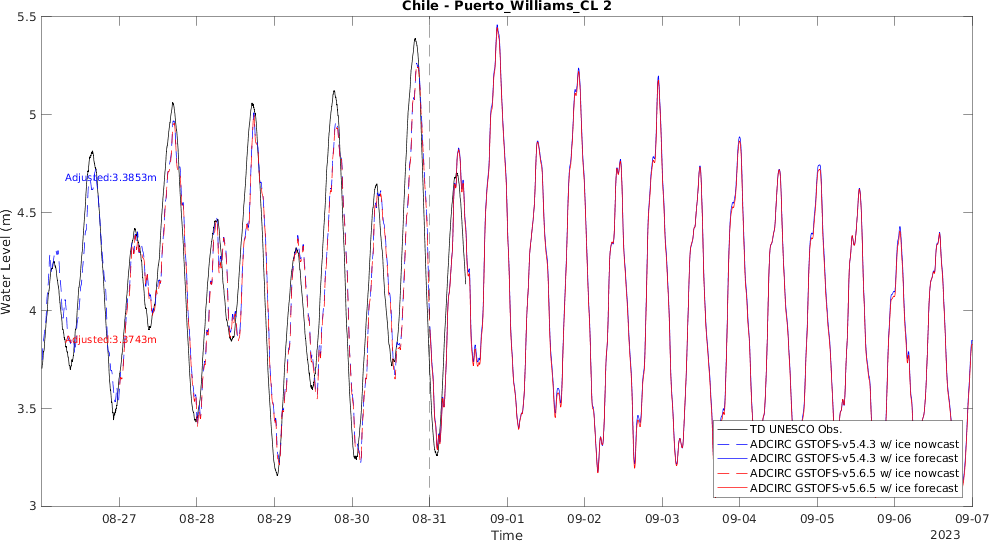 Chile - Puerto_Williams_CL 2
5.5
5
4.5
4
3.5
3
Water Level (m)
Adjusted:3.3853m
Adjusted:3.3743m
TD UNESCO Obs.
ADCIRC GSTOFS-v5.4.3 w/ ice nowcast
ADCIRC GSTOFS-v5.4.3 w/ ice forecast
ADCIRC GSTOFS-v5.6.5 w/ ice nowcast
ADCIRC GSTOFS-v5.6.5 w/ ice forecast
08-27 08-28 08-29 08-30 08-31 09-01 09-02 09-03 09-04 09-05 09-06 09-07
Time
2023